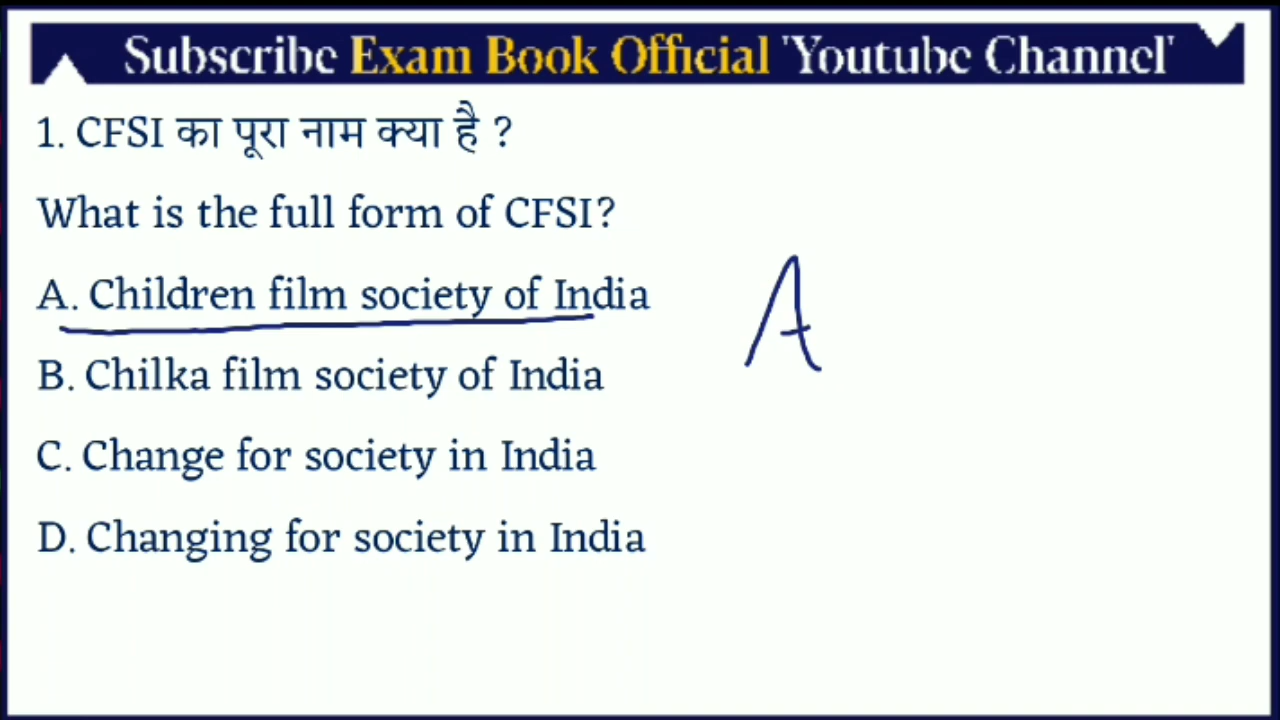 Subscribe Exam Book Official 'Youtube Channel'
1. CFSI का पूरा नाम क्या है ?
What is the full form of CFSI?
A. Children film society of India
A
B. Chilka film society of India
C. Change for society in India
D. Changing for society in India